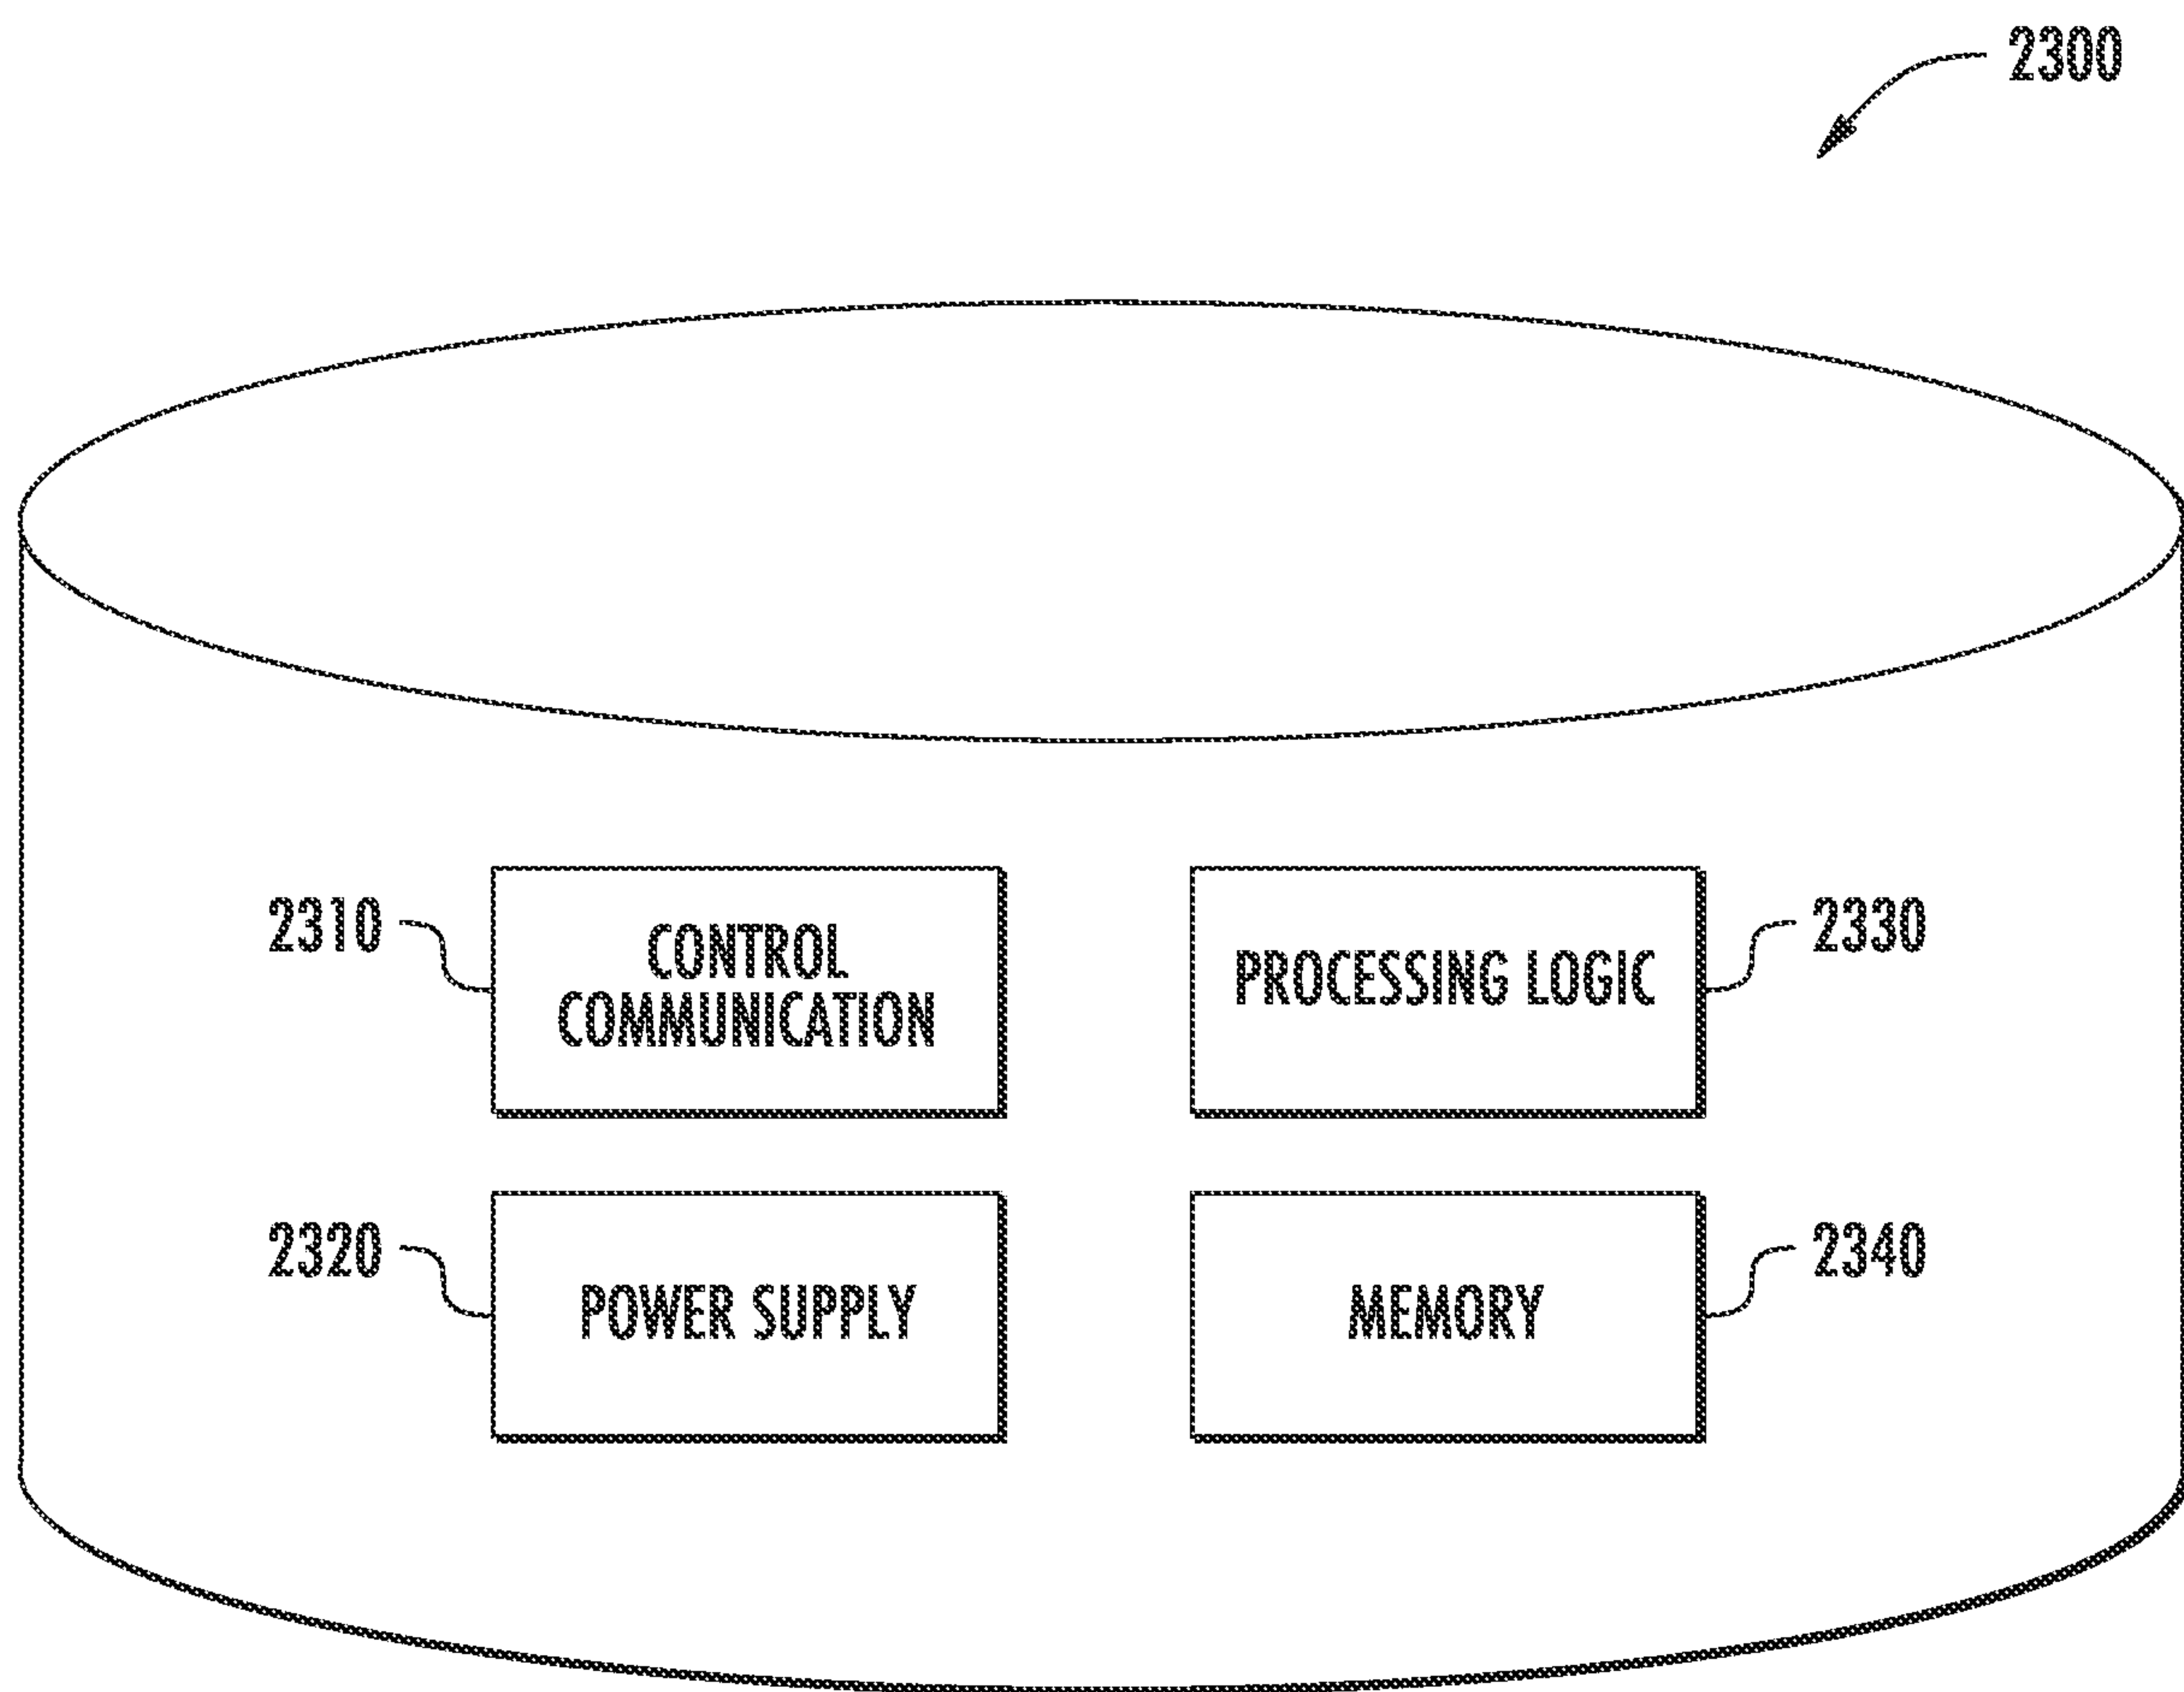 2300
2310
CONTROL
COMMUNICATION
PROCESSING LOGIC
2330
2320
POWER SUPPLY
MEMORY
2340